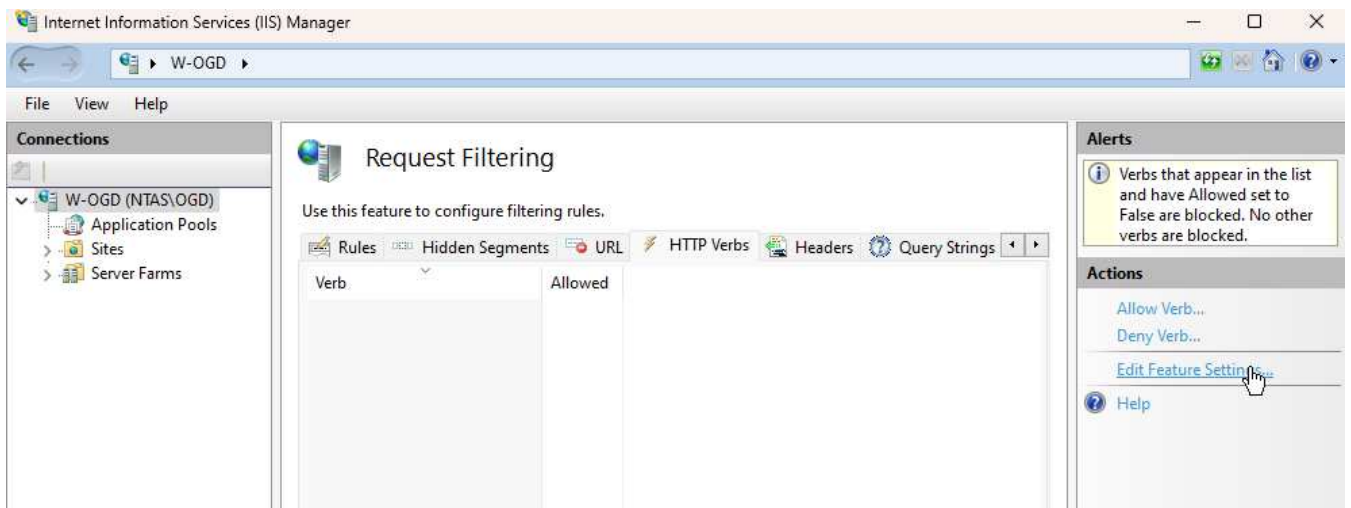 Internet Information Services (IIS) Manager
W-OGD
File View Help
Connections
W-OGD (NTAS\OGD)
Application Pools
Sites
Server Farms
Request Filtering
Use this feature to configure filtering rules.
Rules Hidden Segments URL HTTP Verbs Headers Query Strings
Verb Allowed
Alerts
Verbs that appear in the list
and have Allowed set to
False are blocked. No other
verbs are blocked.
Actions
Allow Verb...
Deny Verb...
Edit Feature Settings...
Help